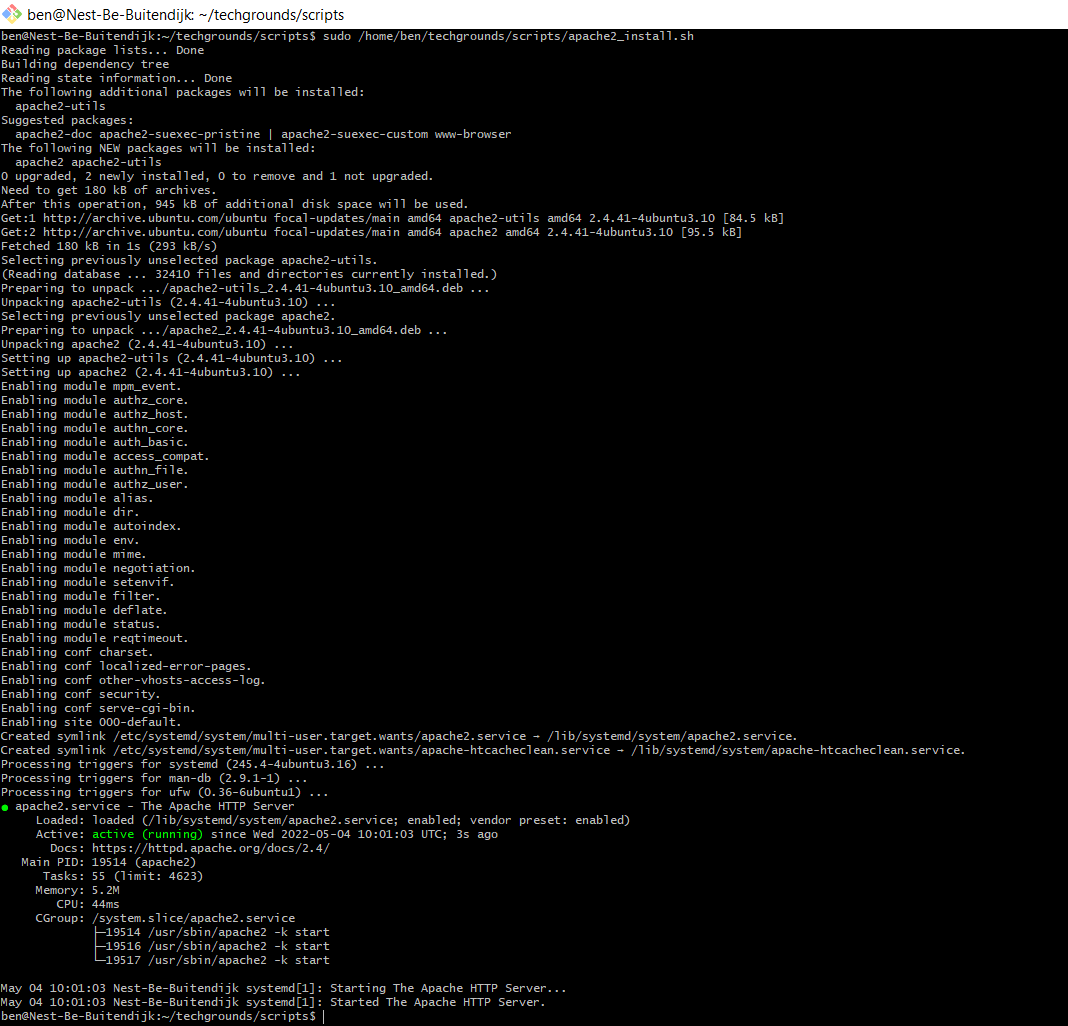 ben@Nest-Be-Buitendijk: ~/techgrounds/scripts
ben@Nest-Be-Buitendijk:~/techgrounds/scripts$ sudo /home/ben/techgrounds/scripts/apache2_install.sh
Reading package lists... Done
Building dependency tree
Reading state information... Done
The following additional packages will be installed:
  apache2-utils
Suggested packages:
  apache2-doc apache2-suexec-pristine | apache2-suexec-custom www-browser
The following NEW packages will be installed:
  apache2 apache2-utils
0 upgraded, 2 newly installed, 0 to remove and 1 not upgraded.
Need to get 180 kB of archives.
After this operation, 945 kB of additional disk space will be used.
Get:1 http://archive.ubuntu.com/ubuntu focal-updates/main amd64 apache2-utils amd64 2.4.41-4ubuntu3.10 [84.5 kB]
Get:2 http://archive.ubuntu.com/ubuntu focal-updates/main amd64 apache2 amd64 2.4.41-4ubuntu3.10 [95.5 kB]
Fetched 180 kB in 1s (293 kB/s)
Selecting previously unselected package apache2-utils.
(Reading database ... 32410 files and directories currently installed.)
Preparing to unpack .../apache2-utils_2.4.41-4ubuntu3.10_amd64.deb ...
Unpacking apache2-utils (2.4.41-4ubuntu3.10) ...
Selecting previously unselected package apache2.
Preparing to unpack .../apache2_2.4.41-4ubuntu3.10_amd64.deb ...
Unpacking apache2 (2.4.41-4ubuntu3.10) ...
Setting up apache2-utils (2.4.41-4ubuntu3.10) ...
Setting up apache2 (2.4.41-4ubuntu3.10) ...
Enabling module mpm_event.
Enabling module authz_core.
Enabling module authz_host.
Enabling module authn_core.
Enabling module auth_basic.
Enabling module access_compat.
Enabling module authn_file.
Enabling module authz_user.
Enabling module alias.
Enabling module dir.
Enabling module autoindex.
Enabling module env.
Enabling module mime.
Enabling module negotiation.
Enabling module setenvif.
Enabling module filter.
Enabling module deflate.
Enabling module status.
Enabling module reqtimeout.
Enabling conf charset.
Enabling conf localized-error-pages.
Enabling conf other-vhosts-access-log.
Enabling conf security.
Enabling conf serve-cgi-bin.
Enabling site 000-default.
Created symlink /etc/systemd/system/multi-user.target.wants/apache2.service → /lib/systemd/system/apache2.service.
Created symlink /etc/systemd/system/multi-user.target.wants/apache-htcacheclean.service → /lib/systemd/system/apache-htcacheclean.service.
Processing triggers for systemd (245.4-4ubuntu3.16) ...
Processing triggers for man-db (2.9.1-1) ...
Processing triggers for ufw (0.36-6ubuntu1) ...
● apache2.service - The Apache HTTP Server
     Loaded: loaded (/lib/systemd/system/apache2.service; enabled; vendor preset: enabled)
     Active: active (running) since Wed 2022-05-04 10:01:03 UTC; 3s ago
       Docs: https://httpd.apache.org/docs/2.4/
   Main PID: 19514 (apache2)
      Tasks: 55 (limit: 4623)
     Memory: 5.2M
        CPU: 44ms
     CGroup: /system.slice/apache2.service
             ├─19514 /usr/sbin/apache2 -k start
             ├─19516 /usr/sbin/apache2 -k start
             └─19517 /usr/sbin/apache2 -k start
May 04 10:01:03 Nest-Be-Buitendijk systemd[1]: Starting The Apache HTTP Server...
May 04 10:01:03 Nest-Be-Buitendijk systemd[1]: Started The Apache HTTP Server.
ben@Nest-Be-Buitendijk:~/techgrounds/scripts$